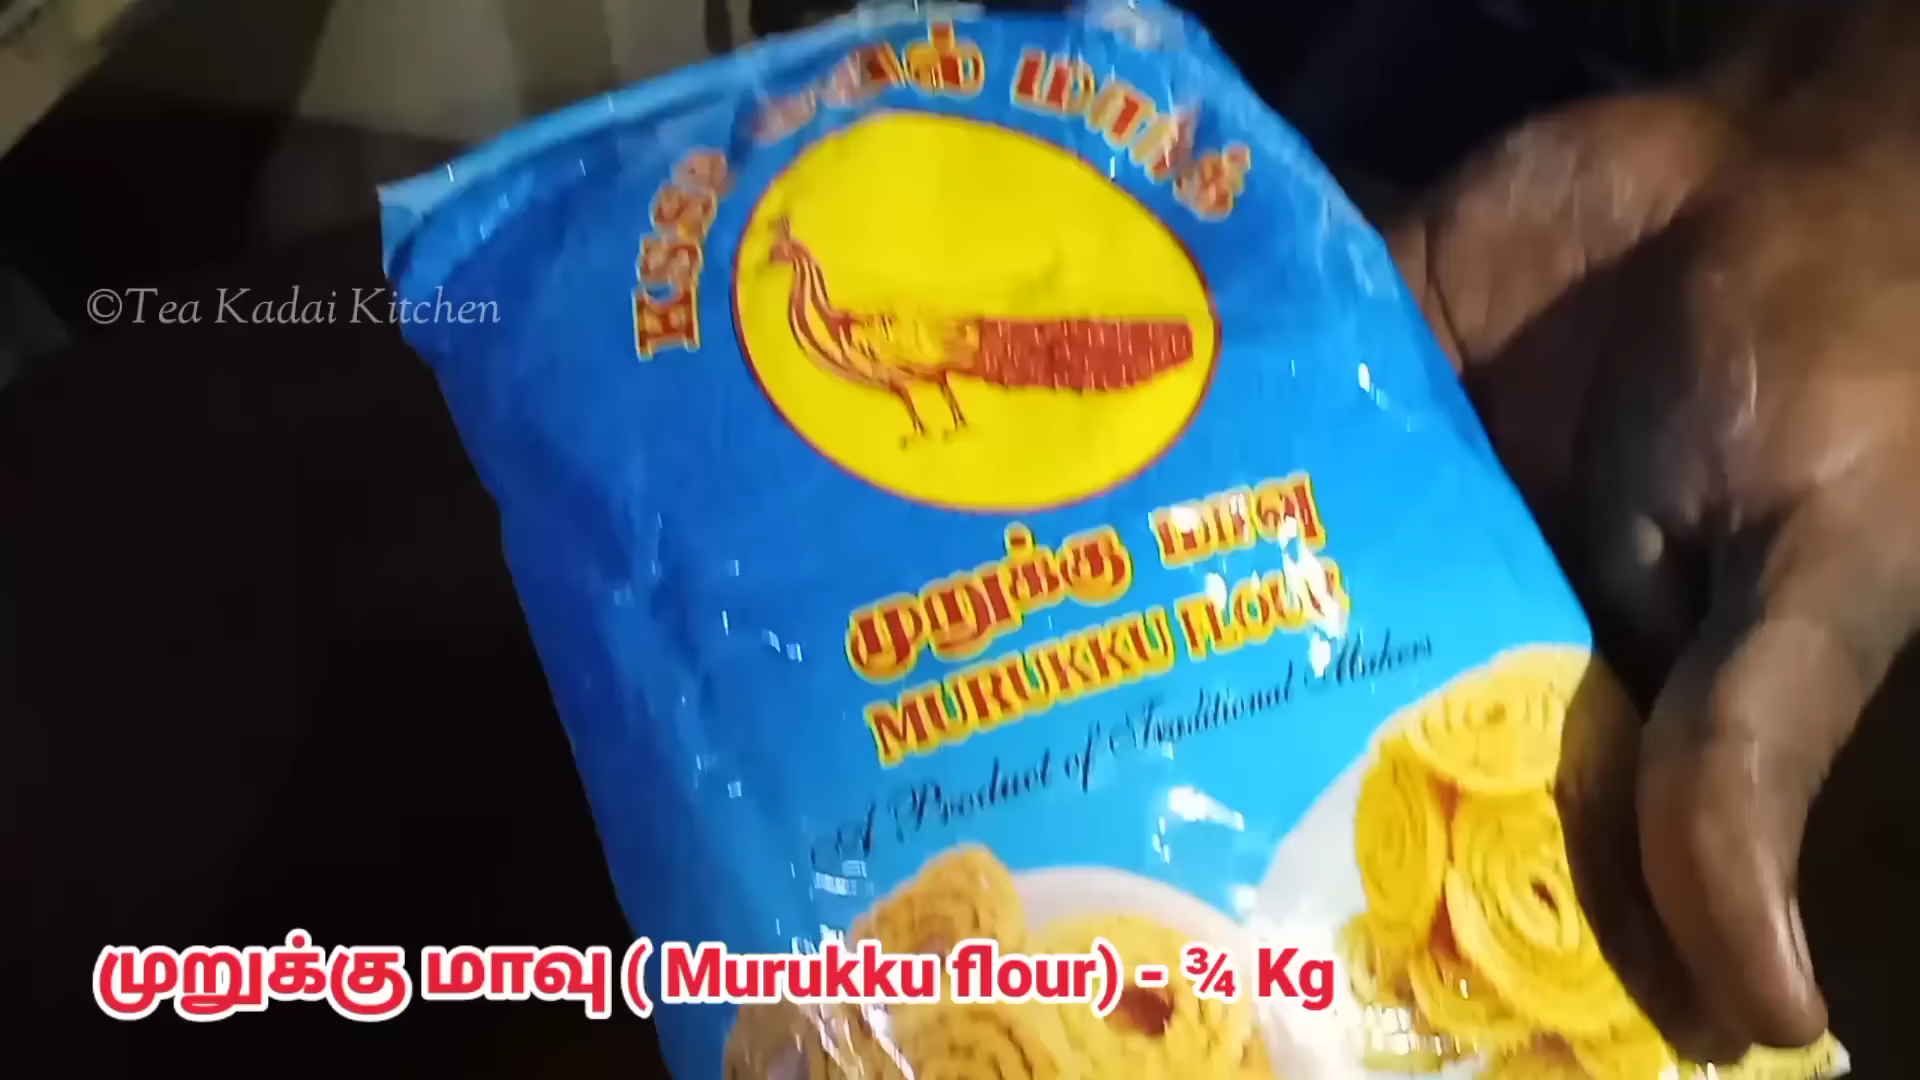 மார்க்
©Tea Kadai Kitchen
முறுக்கு மாவு
MURUKKU FLOUR
A Product of Traditional Makers
முறுக்கு மாவு ( Murukku flour) - ¾ Kg